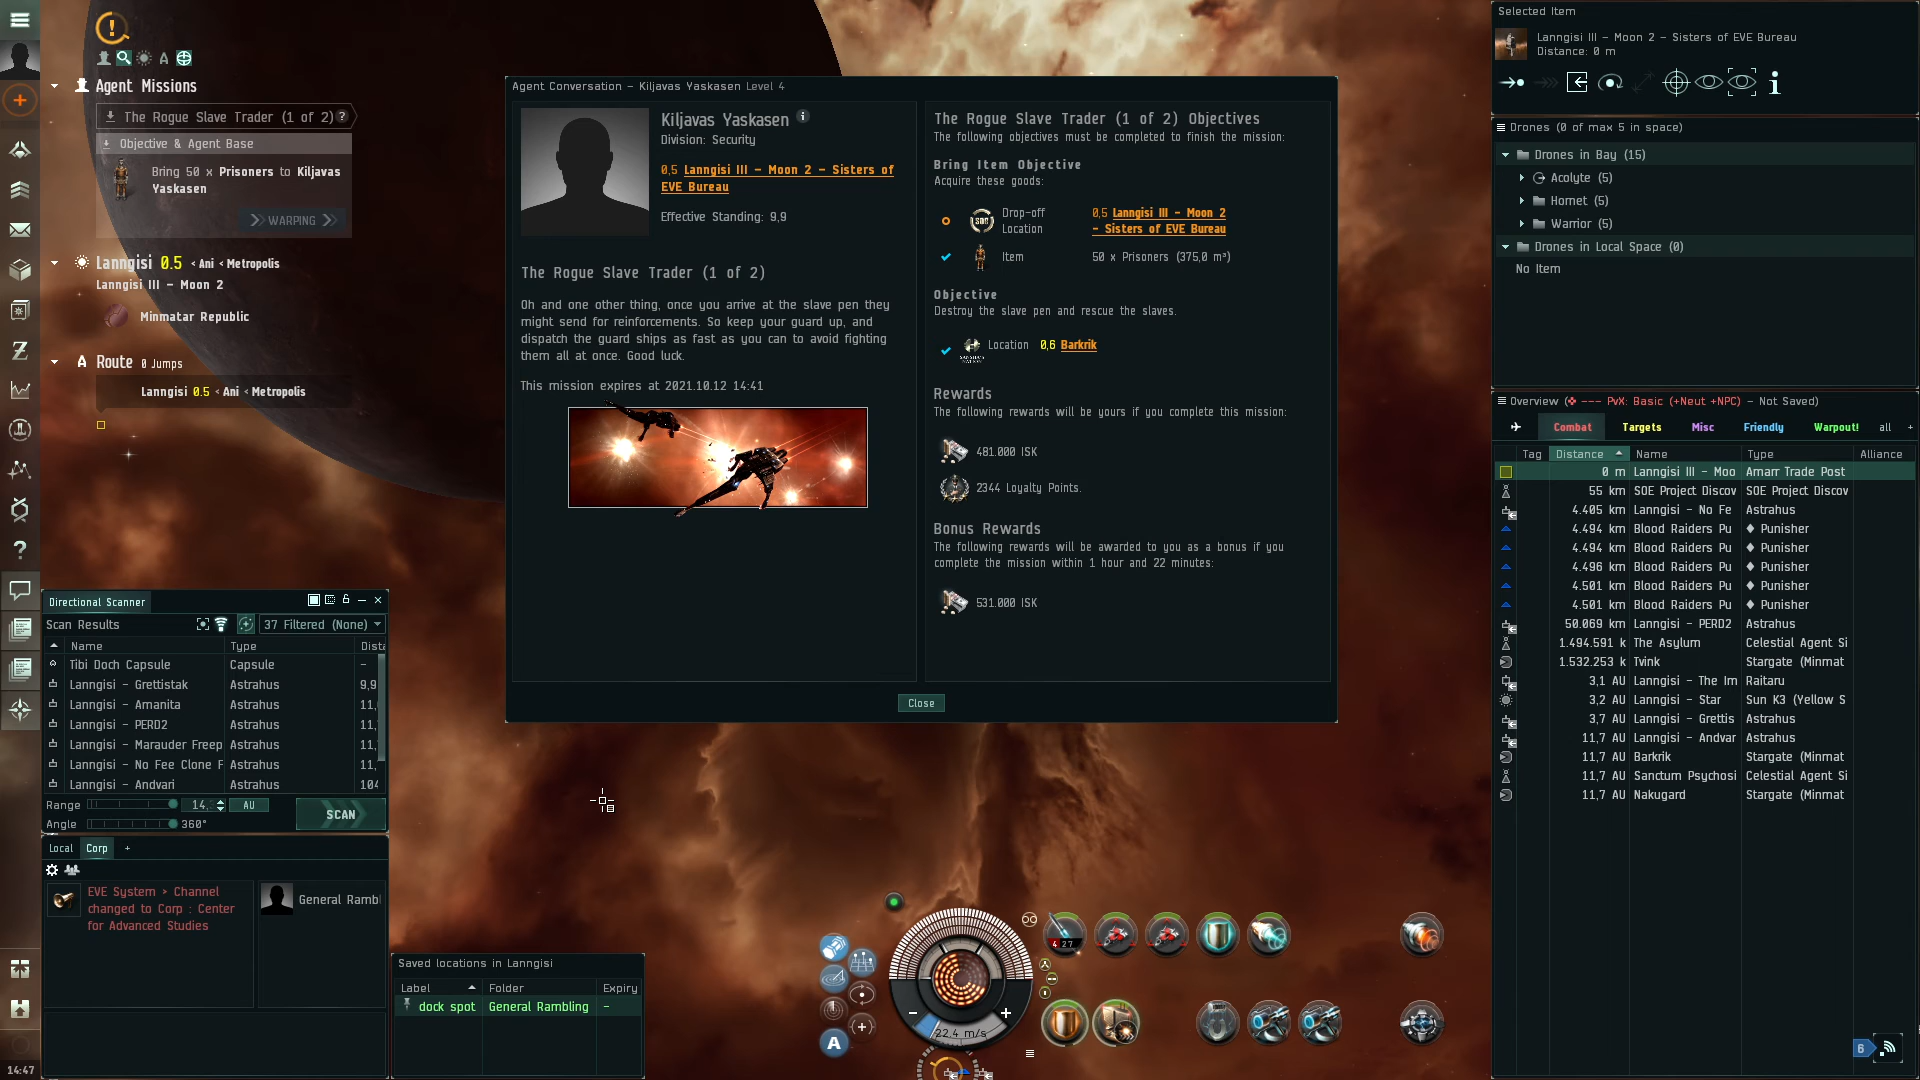 Agent Missions
The Rogue Slave Trader (1 of 2) ?
Objective & Agent Base
Bring 50 x Prisoners to Kiljavas
Yaskasen
WARPING
Lanngisi 0.5 < Ani < Metropolis
Lanngisi III – Moon 2
Minmatar Republic
Route 0 Jumps
Lanngisi 0.5 < Ani < Metropolis
Agent Conversation – Kiljavas Yaskasen Level 4
Kiljavas Yaskasen
Division: Security
0,5 Lanngisi III – Moon 2 – Sisters of
EVE Bureau
Effective Standing: 9,9
The Rogue Slave Trader (1 of 2)
Oh and one other thing, once you arrive at the slave pen they
might send for reinforcements. So keep your guard up, and
dispatch the guard ships as fast as you can to avoid fighting
them all at once. Good luck.
This mission expires at 2021.10.12 14:41
The Rogue Slave Trader (1 of 2) Objectives
The following objectives must be completed to finish the mission:
Bring Item Objective
Acquire these goods:
Drop-off
Location
0,5 Lanngisi III – Moon 2
– Sisters of EVE Bureau
Item 50 x Prisoners (375,0 m³)
Objective
Destroy the slave pen and rescue the slaves.
Location 0,6 Barkrik
Rewards
The following rewards will be yours if you complete this mission:
481.000 ISK
2344 Loyalty Points.
Bonus Rewards
The following rewards will be awarded to you as a bonus if you
complete the mission within 1 hour and 22 minutes:
531.000 ISK
Close
Selected Item
Lanngisi III – Moon 2 – Sisters of EVE Bureau
Distance: 0 m
Drones (0 of max 5 in space)
Drones in Bay (15)
Acolyte (5)
Hornet (5)
Warrior (5)
Drones in Local Space (0)
No Item
Overview (--- PvX: Basic (+Neut +NPC) – Not Saved)
Combat Targets Misc Friendly Warpout! all +
Tag Distance Name Type Alliance
0 m Lanngisi III – Moo Amarr Trade Post
55 km SOE Project Discov SOE Project Discov
4.405 km Lanngisi – No Fe Astrahus
4.494 km Blood Raiders Pu Punisher
4.494 km Blood Raiders Pu Punisher
4.496 km Blood Raiders Pu Punisher
4.501 km Blood Raiders Pu Punisher
4.501 km Blood Raiders Pu Punisher
50.069 km Lanngisi – PERD2 Astrahus
1.494.591 k The Asylum Celestial Agent Si
1.532.253 k Tvink Stargate (Minmat
3,1 AU Lanngisi – The Im Raitaru
3,2 AU Lanngisi – Star Sun K3 (Yellow S
3,7 AU Lanngisi – Grettis Astrahus
11,7 AU Lanngisi – Andvar Astrahus
11,7 AU Barkrik Stargate (Minmat
11,7 AU Sanctum Psychosi Celestial Agent Si
11,7 AU Nakugard Stargate (Minmat
Directional Scanner
Scan Results 37 Filtered (None)
Name Type Dista
Tibi Doch Capsule Capsule –
Lanngisi – Grettistak Astrahus 9,9
Lanngisi – Amanita Astrahus 11,
Lanngisi – PERD2 Astrahus 11,
Lanngisi – Marauder Freep Astrahus 11,
Lanngisi – No Fee Clone F Astrahus 11,
Lanngisi – Andvari Astrahus 104
Range 14. AU
Angle 360°
SCAN
Local Corp +
EVE System > Channel
changed to Corp : Center
for Advanced Studies
General Rambl
Saved locations in Lanngisi
Label Folder Expiry
dock spot General Rambling –
22,4 m/s
A
4 27
6
14:47